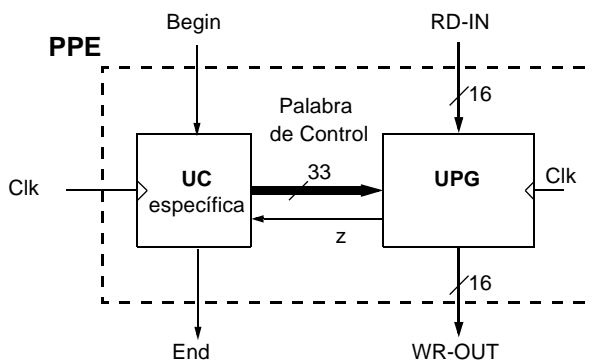 Begin
RD-IN
PPE
16
Palabra
de Control
33
Clk
UC
específica
UPG
Clk
z
16
End
WR-OUT